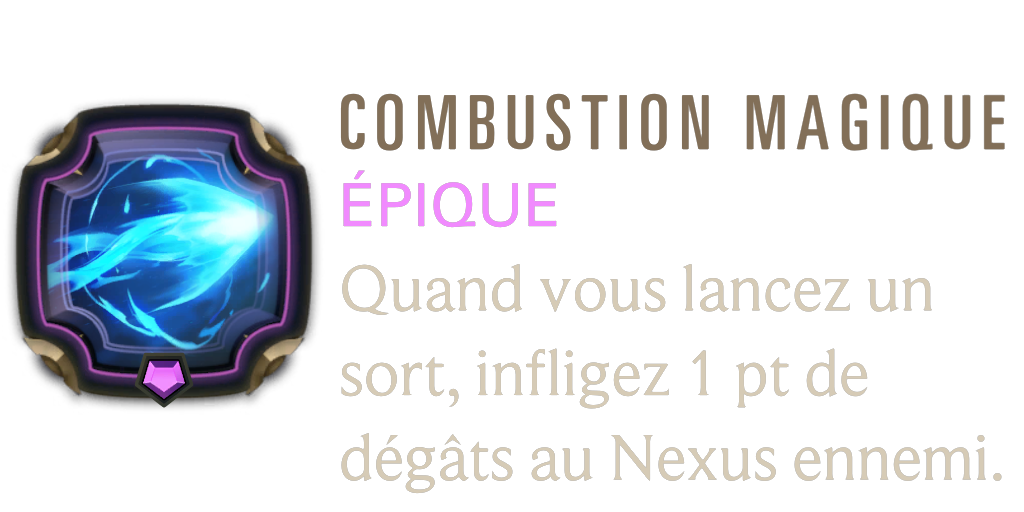 COMBUSTION MAGIQUE
ÉPIQUE
Quand vous lancez un
sort, infligez 1 pt de
dégâts au Nexus ennemi.